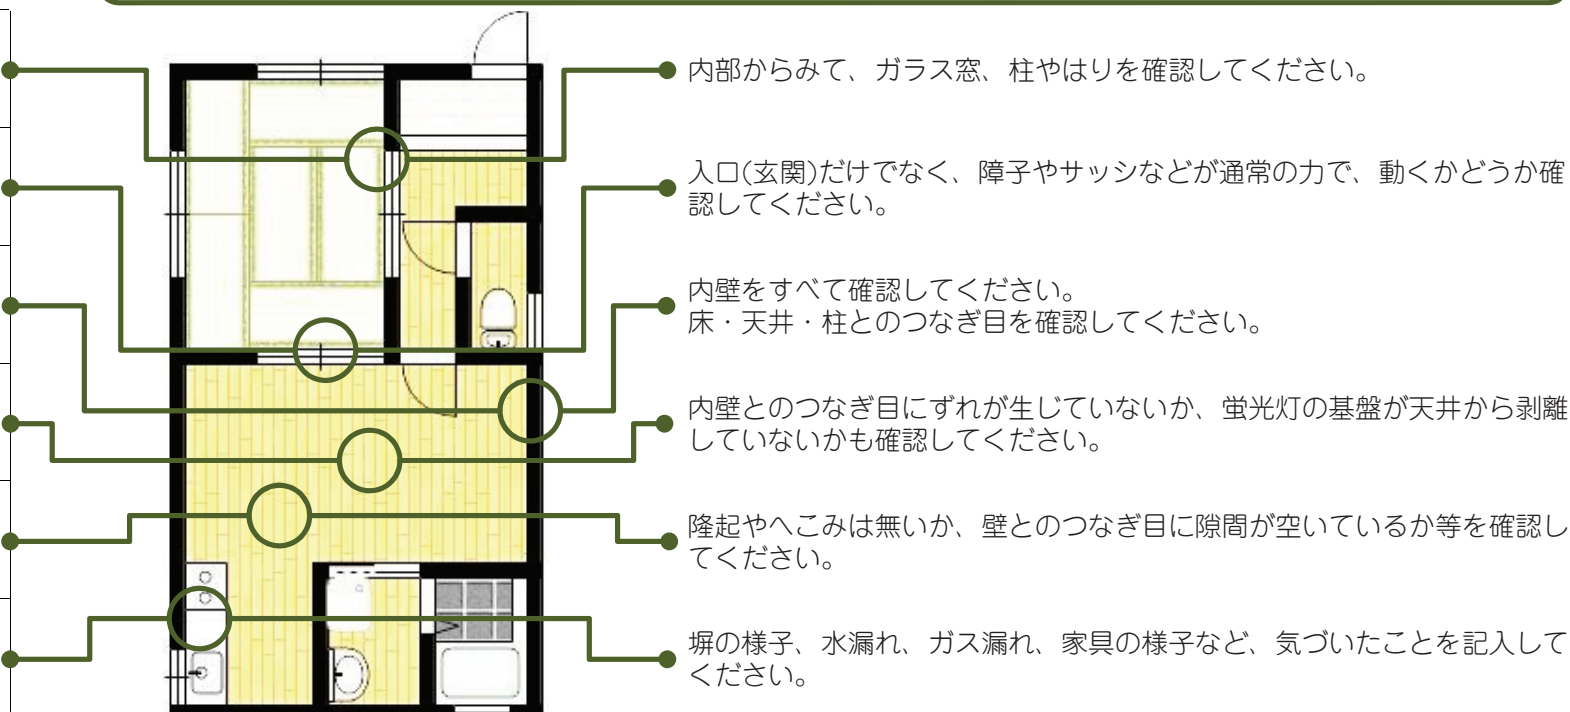 内部からみて、ガラス窓、柱やはりを確認してください。
入口(玄関)だけでなく、障子やサッシなどが通常の力で、動くかどうか確
認してください。
内壁をすべて確認してください。
床・天井・柱とのつなぎ目を確認してください。
内壁とのつなぎ目にずれが生じていないか、蛍光灯の基盤が天井から剥離
していないかも確認してください。
隆起やへこみは無いか、壁とのつなぎ目に隙間が空いているか等を確認し
てください。
塀の様子、水漏れ、ガス漏れ、家具の様子など、気づいたことを記入して
ください。